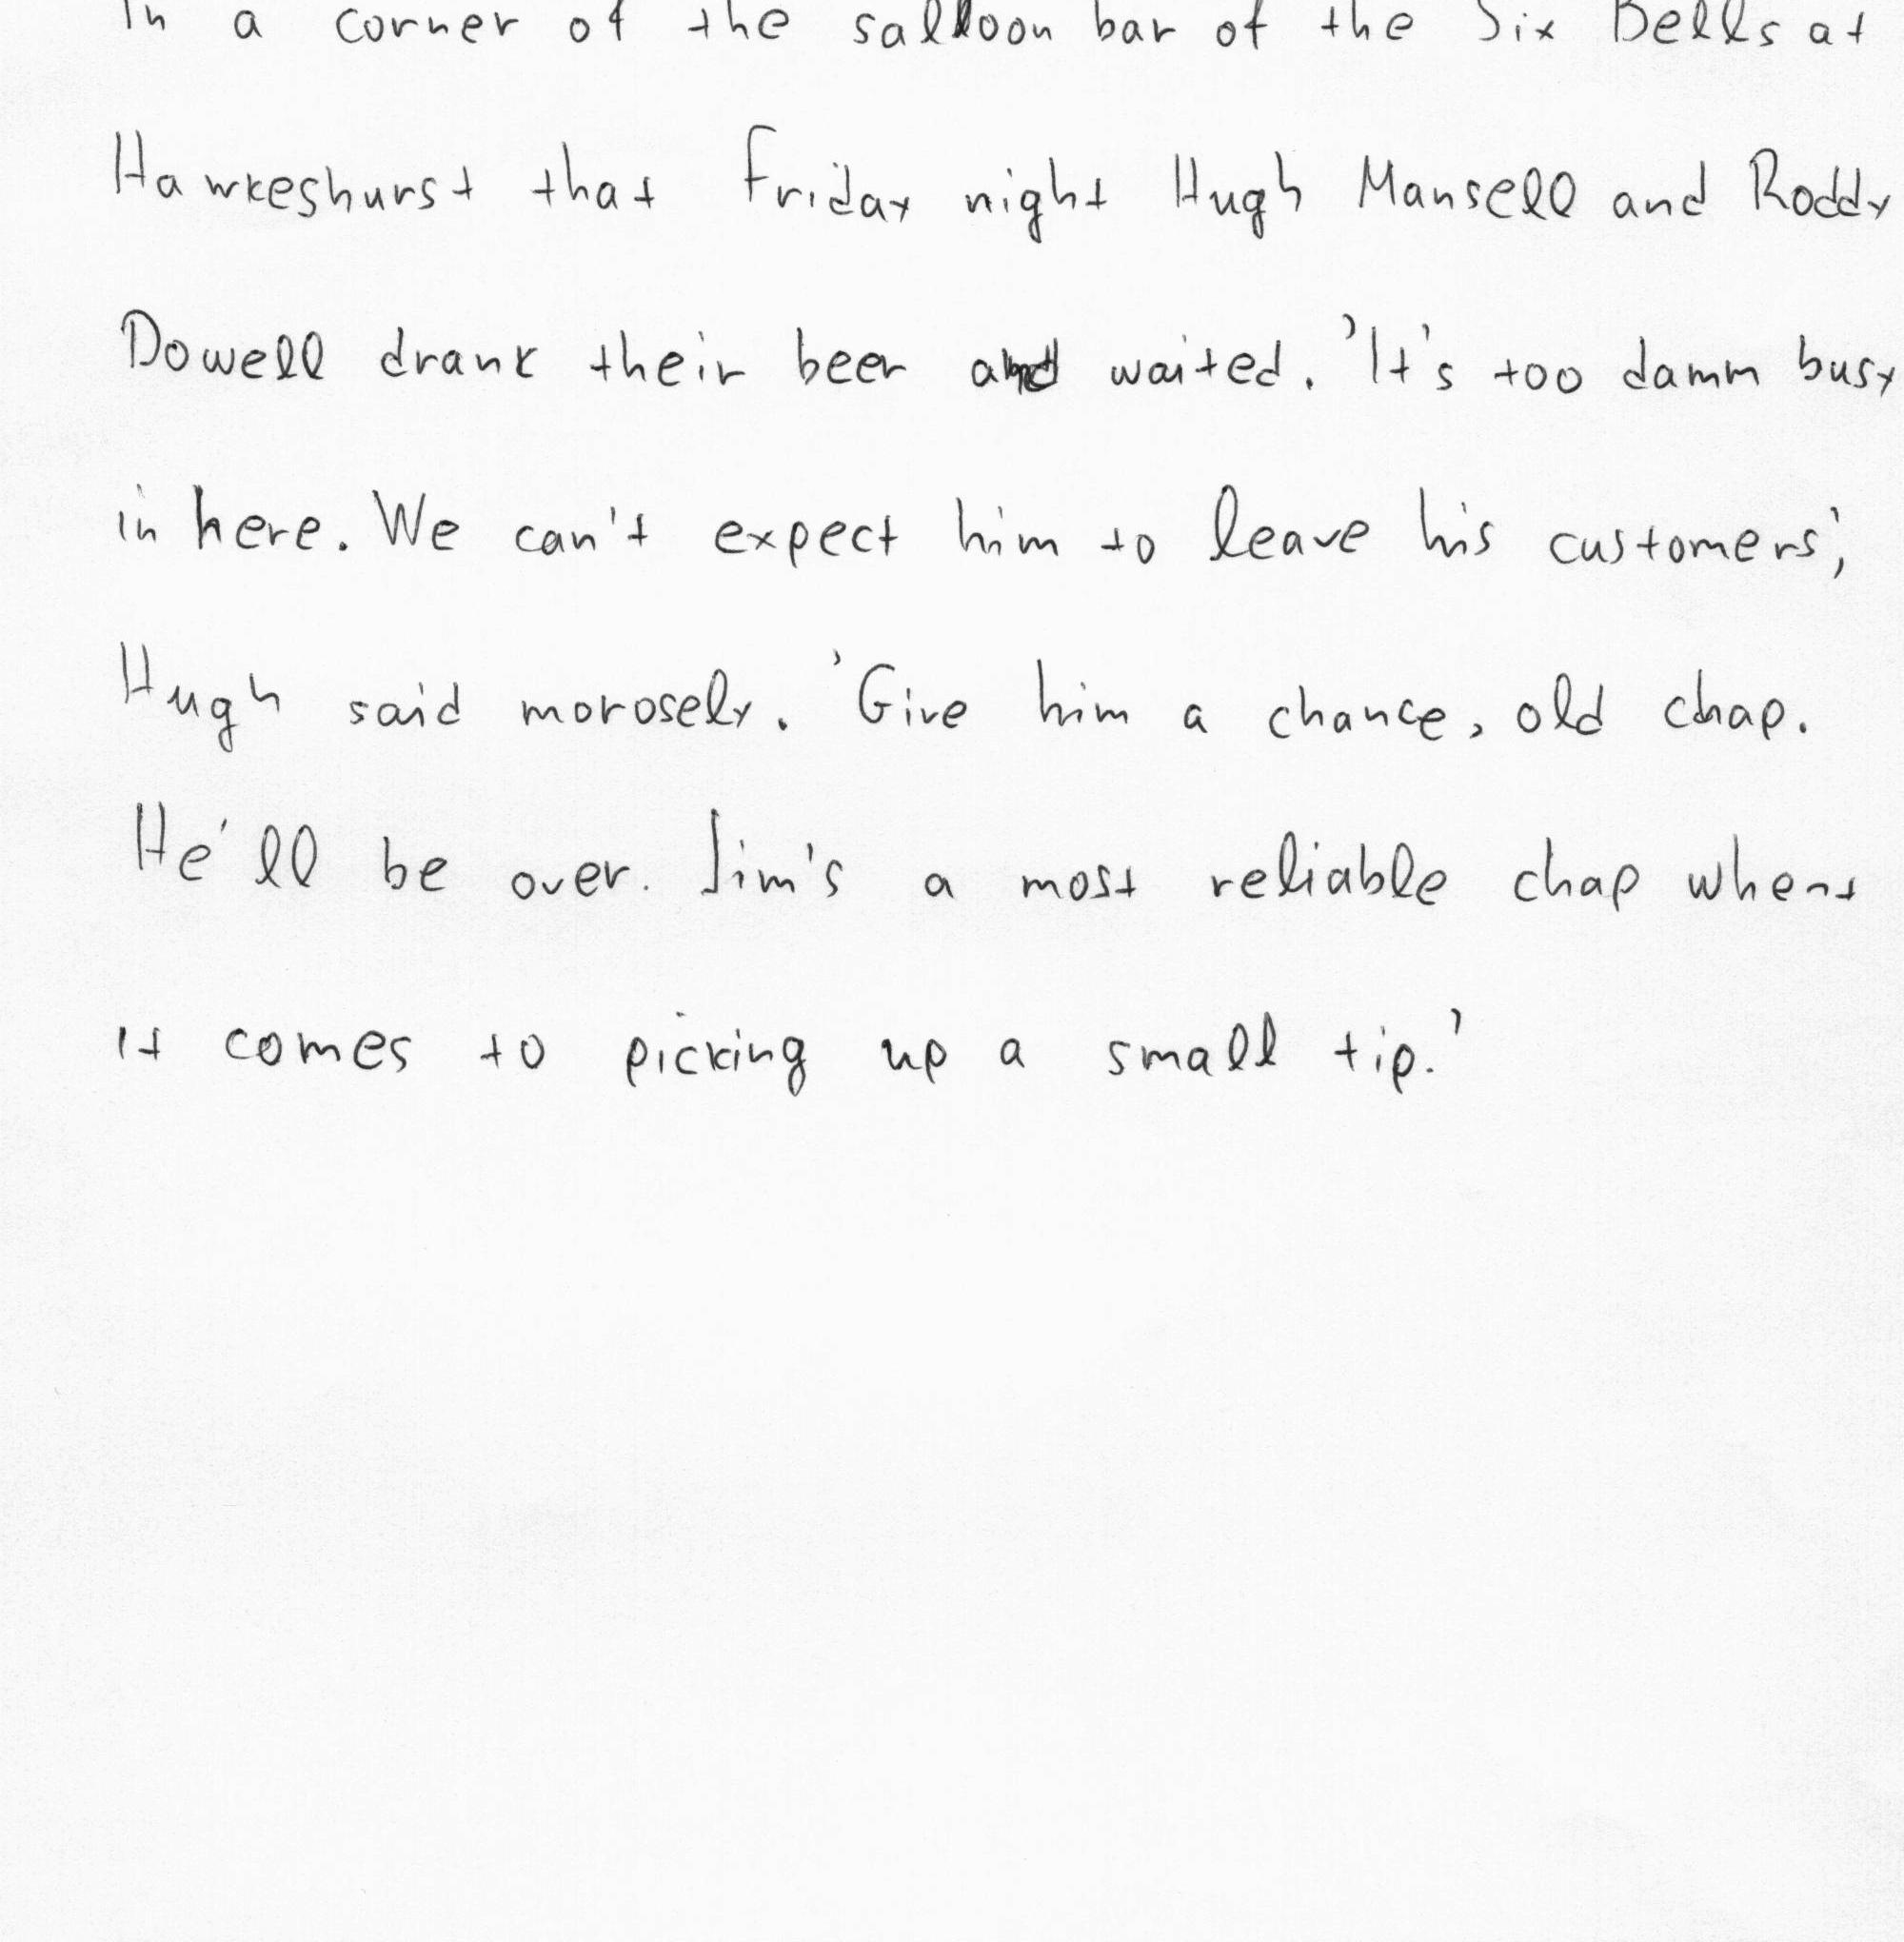 In a corner of the salloon bar of the Six Bells at
Hawkeshurst that Friday night Hugh Mansell and Roddy
Dowell drank their beer and waited. 'It's too damm busy
in here. We can't expect him to leave his customers',
Hugh said morosely. 'Give him a chance, old chap.
He'll be over. Jim's a most reliable chap when
it comes to picking up a small tip.'